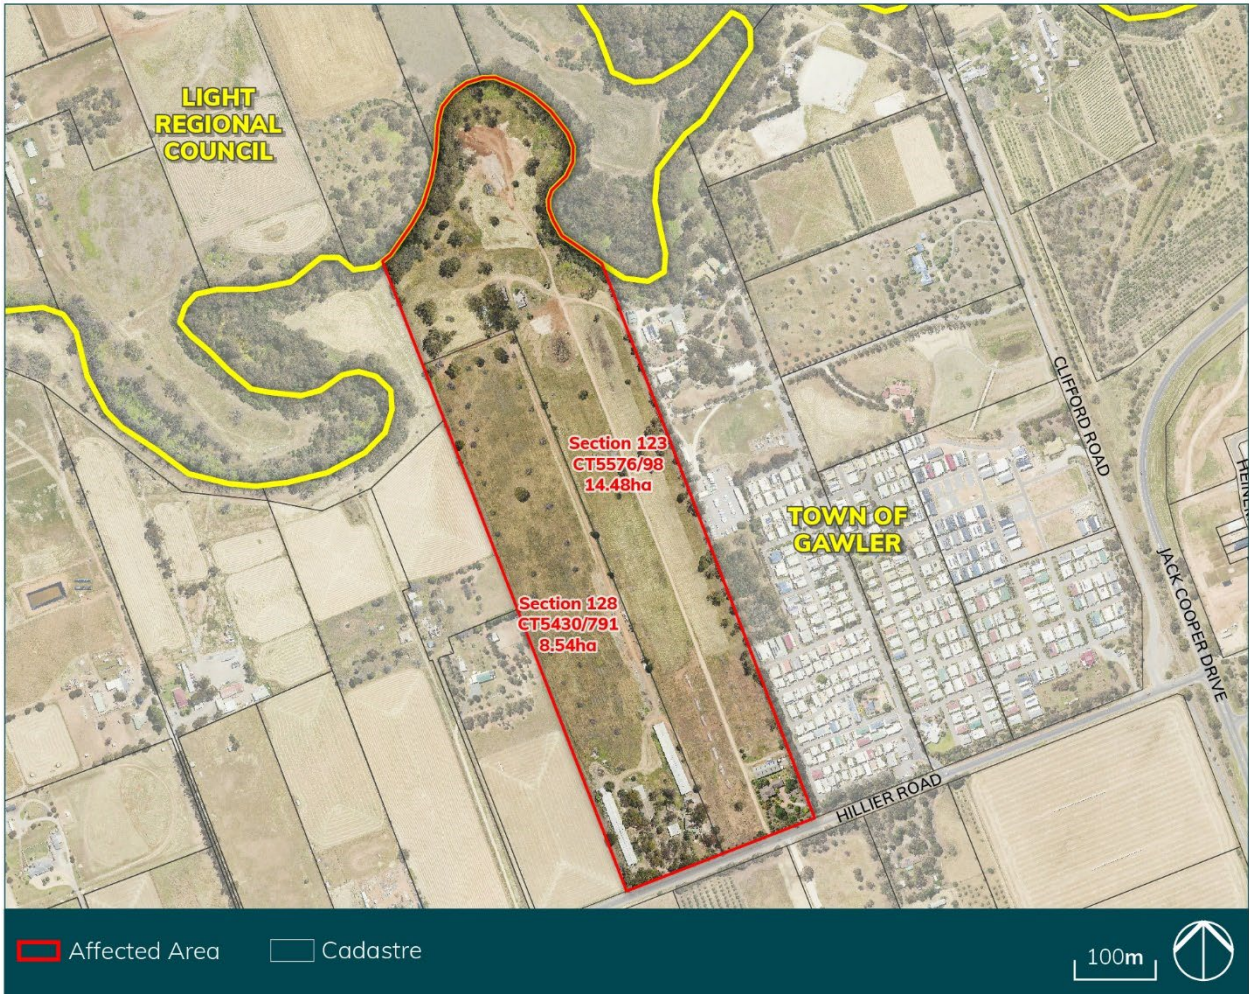 LIGHT
REGIONAL
COUNCIL
CLIFFORD ROAD
Section 123
CT5576/98
14.48ha
TOWN OF
GAWLER
Section 128
CT5430/791
8.54ha
JACK COOPER DRIVE
HILLIER ROAD
Affected Area
Cadastre
100m